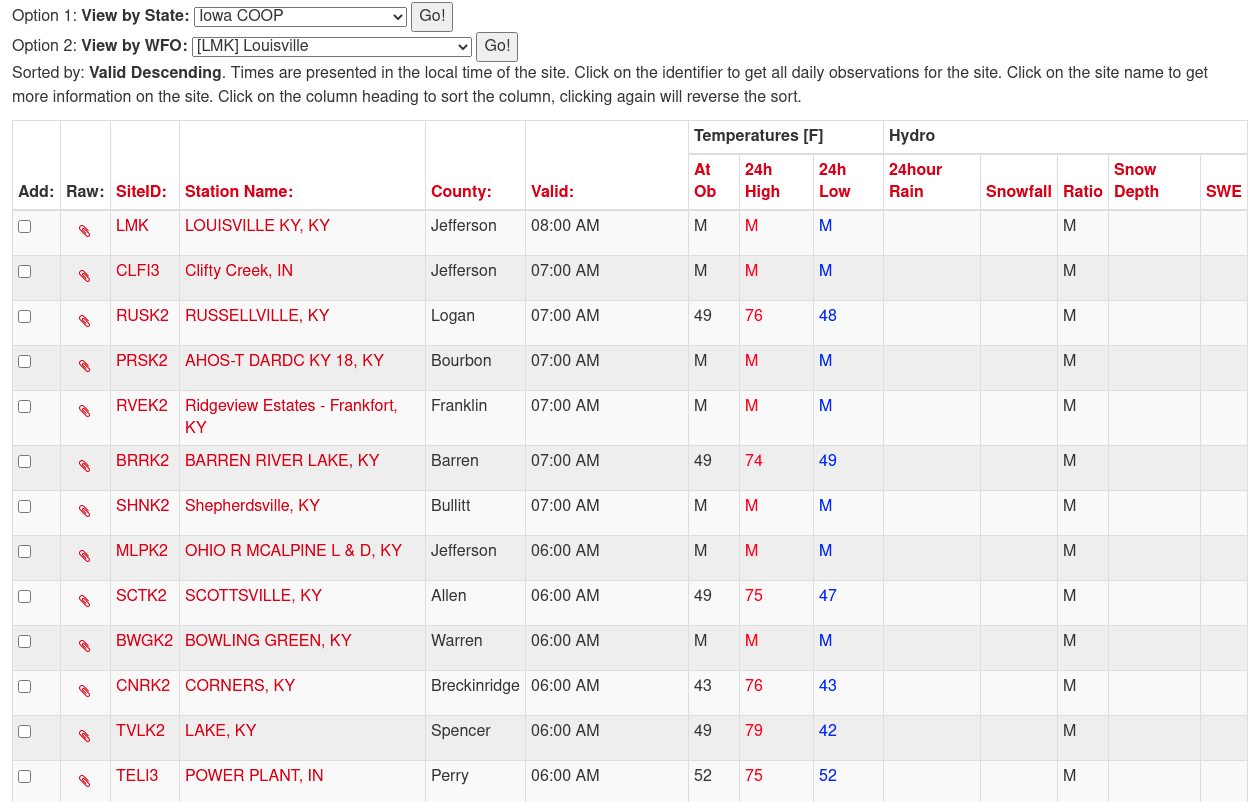 Option 1: View by State: Iowa COOP Go!
Option 2: View by WFO: [LMK] Louisville Go!
Sorted by: Valid Descending. Times are presented in the local time of the site. Click on the identifier to get all daily observations for the site. Click on the site name to get
more information on the site. Click on the column heading to sort the column, clicking again will reverse the sort.
Temperatures [F] Hydro
Add: Raw: SiteID: Station Name: County: Valid: At Ob 24h High 24h Low 24hour Rain Snowfall Ratio Snow Depth SWE
LMK LOUISVILLE KY, KY Jefferson 08:00 AM M M M M
CLFI3 Clifty Creek, IN Jefferson 07:00 AM M M M M
RUSK2 RUSSELLVILLE, KY Logan 07:00 AM 49 76 48 M
PRSK2 AHOS-T DARDC KY 18, KY Bourbon 07:00 AM M M M M
RVEK2 Ridgeview Estates - Frankfort, KY Franklin 07:00 AM M M M M
BRRK2 BARREN RIVER LAKE, KY Barren 07:00 AM 49 74 49 M
SHNK2 Shepherdsville, KY Bullitt 07:00 AM M M M M
MLPK2 OHIO R MCALPINE L & D, KY Jefferson 06:00 AM M M M M
SCTK2 SCOTTSVILLE, KY Allen 06:00 AM 49 75 47 M
BWGK2 BOWLING GREEN, KY Warren 06:00 AM M M M M
CNRK2 CORNERS, KY Breckinridge 06:00 AM 43 76 43 M
TVLK2 LAKE, KY Spencer 06:00 AM 49 79 42 M
TELI3 POWER PLANT, IN Perry 06:00 AM 52 75 52 M